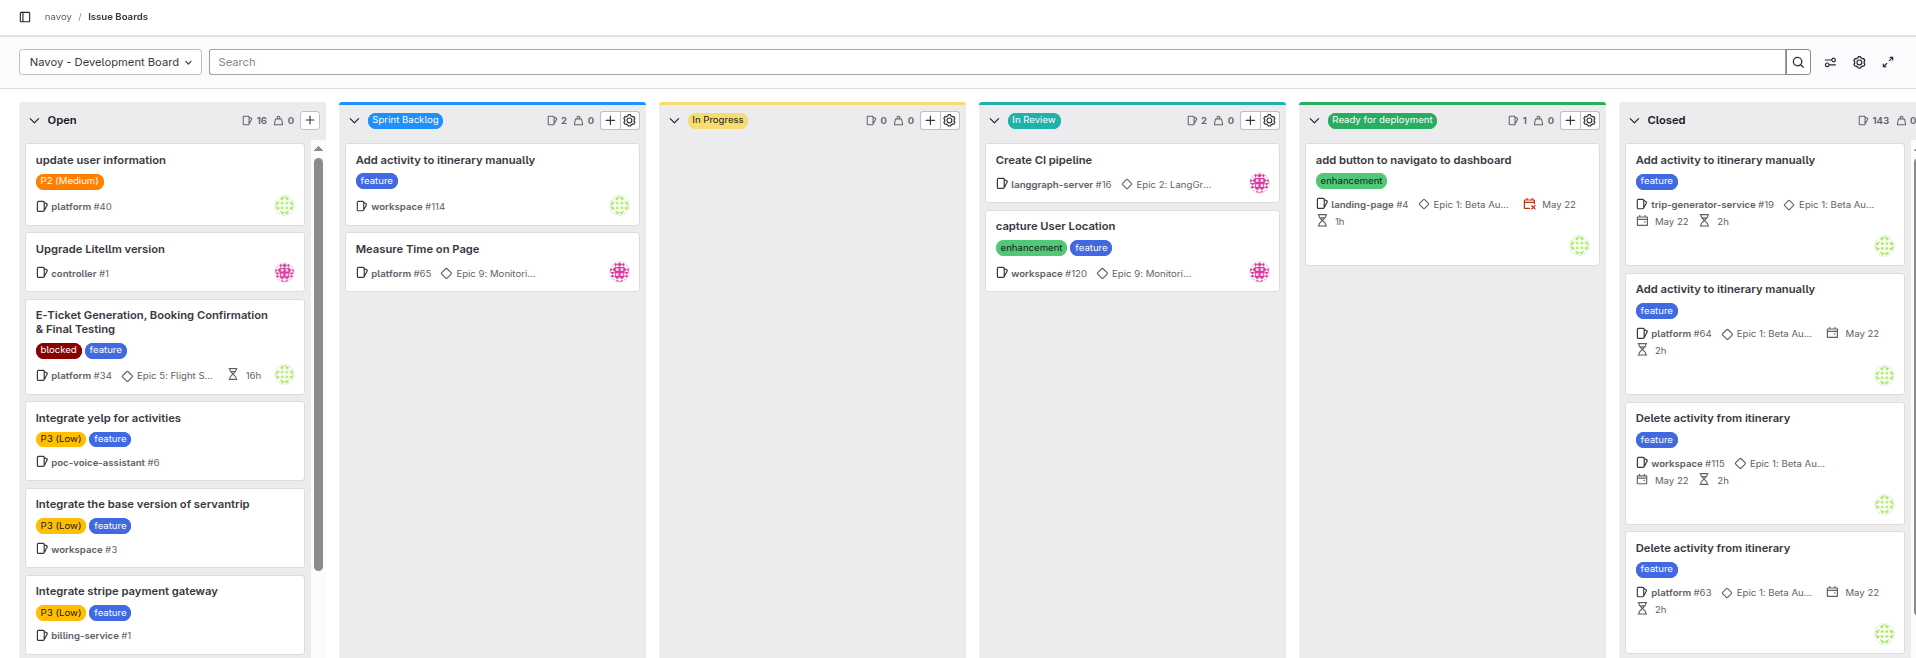 navoy / Issue Boards
Navoy - Development Board
Search
Open 16 0
update user information
P2 (Medium)
platform #40
Upgrade Litellm version
controller #1
E-Ticket Generation, Booking Confirmation
& Final Testing
blocked feature
platform #34 Epic 5: Flight S... 16h
Integrate yelp for activities
P3 (Low) feature
poc-voice-assistant #6
Integrate the base version of servantrip
P3 (Low) feature
workspace #3
Integrate stripe payment gateway
P3 (Low) feature
billing-service #1
Sprint Backlog 2 0
Add activity to itinerary manually
feature
workspace #114
Measure Time on Page
platform #65 Epic 9: Monitori...
In Progress 0 0
In Review 2 0
Create CI pipeline
langgraph-server #16 Epic 2: LangGr...
capture User Location
enhancement feature
workspace #120 Epic 9: Monitori...
Ready for deployment 1 0
add button to navigato to dashboard
enhancement
landing-page #4 Epic 1: Beta Au... May 22
1h
Closed 143 0
Add activity to itinerary manually
feature
trip-generator-service #19 Epic 1: Beta Au...
May 22 2h
Add activity to itinerary manually
feature
platform #64 Epic 1: Beta Au... May 22
2h
Delete activity from itinerary
feature
workspace #115 Epic 1: Beta Au...
May 22 2h
Delete activity from itinerary
feature
platform #63 Epic 1: Beta Au... May 22
2h